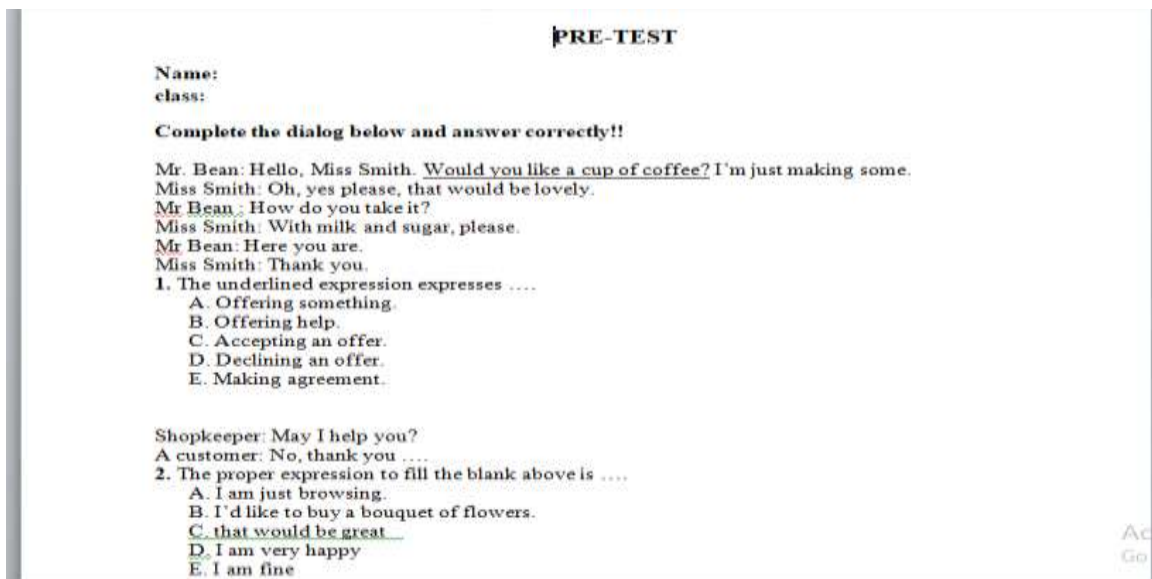 PRE-TEST
Name:
class:
Complete the dialog below and answer correctly!!
Mr. Bean: Hello, Miss Smith. Would you like a cup of coffee? I'm just making some.
Miss Smith: Oh, yes please, that would be lovely.
Mr Bean : How do you take it?
Miss Smith: With milk and sugar, please.
Mr Bean: Here you are.
Miss Smith: Thank you.
1. The underlined expression expresses ....
A. Offering something.
B. Offering help.
C. Accepting an offer.
D. Declining an offer.
E. Making agreement.
Shopkeeper: May I help you?
A customer: No, thank you ....
2. The proper expression to fill the blank above is ....
A. I am just browsing.
B. I'd like to buy a bouquet of flowers.
C. that would be great
D. I am very happy
E. I am fine
Ac
Go